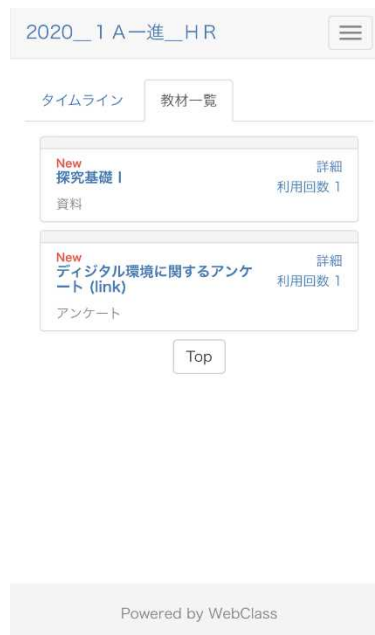 2020__１Ａ一進__ＨＲ
タイムライン 教材一覧
New
探究基礎Ⅰ
詳細
利用回数 1
資料
New
ディジタル環境に関するアンケ
ート (link)
詳細
利用回数 1
アンケート
Top
Powered by WebClass